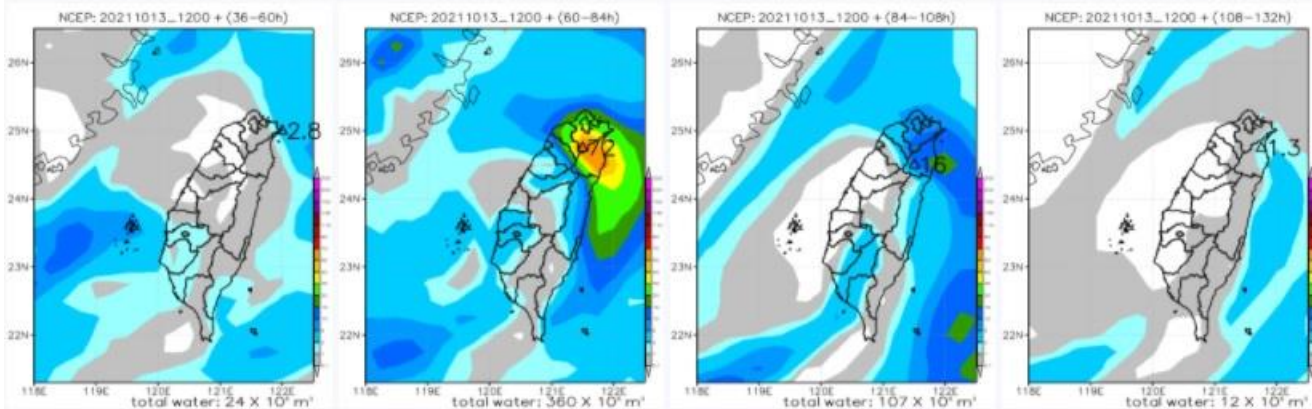 NCEP: 20211013_1200 + (36-60h)
NCEP: 20211013_1200 + (60-84h)
NCEP: 20211013_1200 + (84-108h)
NCEP: 20211013_1200 + (108-132h)
26N 26N 26N 26N
2.8
25N 25N 25N 25N
72
16
1.3
24N 24N 24N 24N
23N 23N 23N 23N
22N 22N 22N 22N
118E 119E 120E 121E 122E
118E 119E 120E 121E 122E
118E 119E 120E 121E 122E
118E 119E 120E 121E 122E
total water: 24 X 10⁶ m³
total water: 360 X 10⁶ m³
total water: 107 X 10⁶ m³
total water: 12 X 10⁶ m³